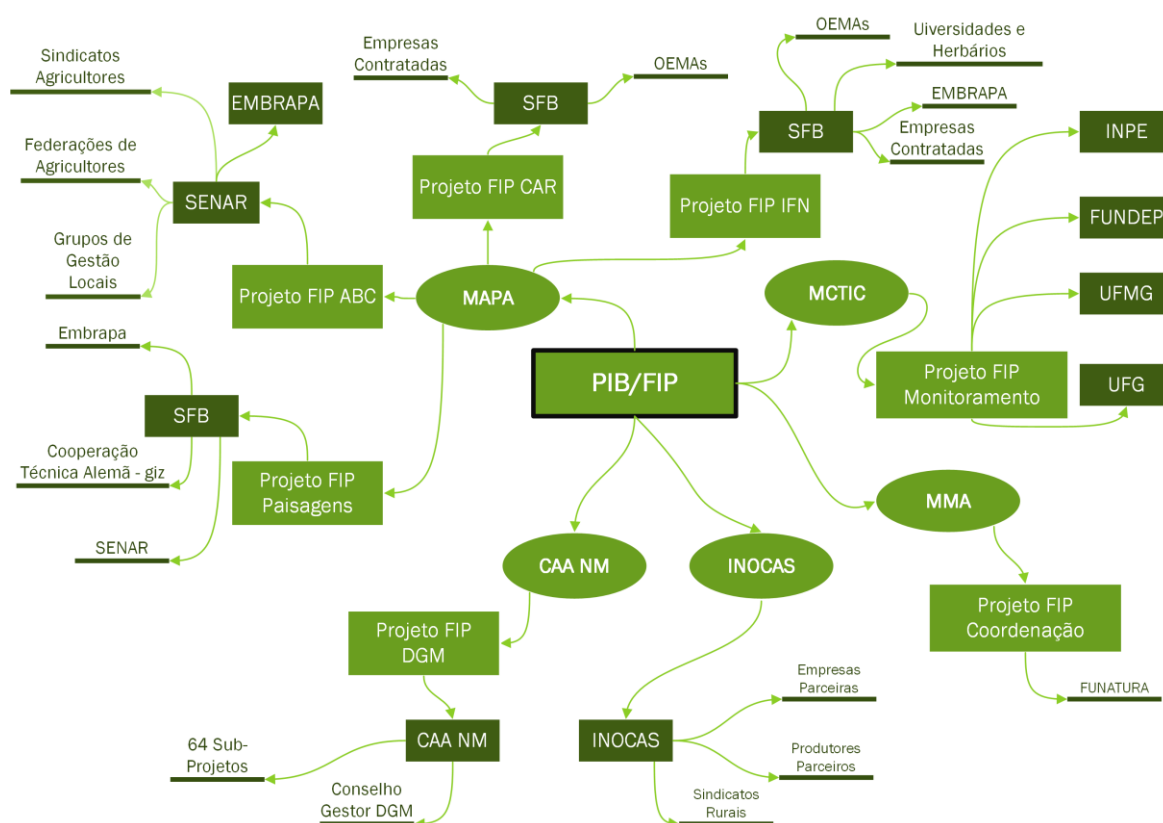 OEMAs
Uiversidades e
Herbários
Sindicatos
Agricultores
Empresas
Contratadas
OEMAs
EMBRAPA
SFB
EMBRAPA
SFB
Empresas
Contratadas
INPE
Federações de
Agricultores
SENAR
Projeto FIP CAR
Projeto FIP IFN
FUNDEP
Grupos de
Gestão
Locais
Projeto FIP ABC
MAPA
MCTIC
UFMG
Embrapa
PIB/FIP
Projeto FIP
Monitoramento
UFG
SFB
Cooperação
Técnica Alemã - giz
Projeto FIP
Paisagens
MMA
SENAR
CAA NM
INOCAS
Projeto FIP
Coordenação
Projeto FIP
DGM
Empresas
Parceiras
FUNATURA
64 Sub-
Projetos
CAA NM
INOCAS
Produtores
Parceiros
Conselho
Gestor DGM
Sindicatos
Rurais